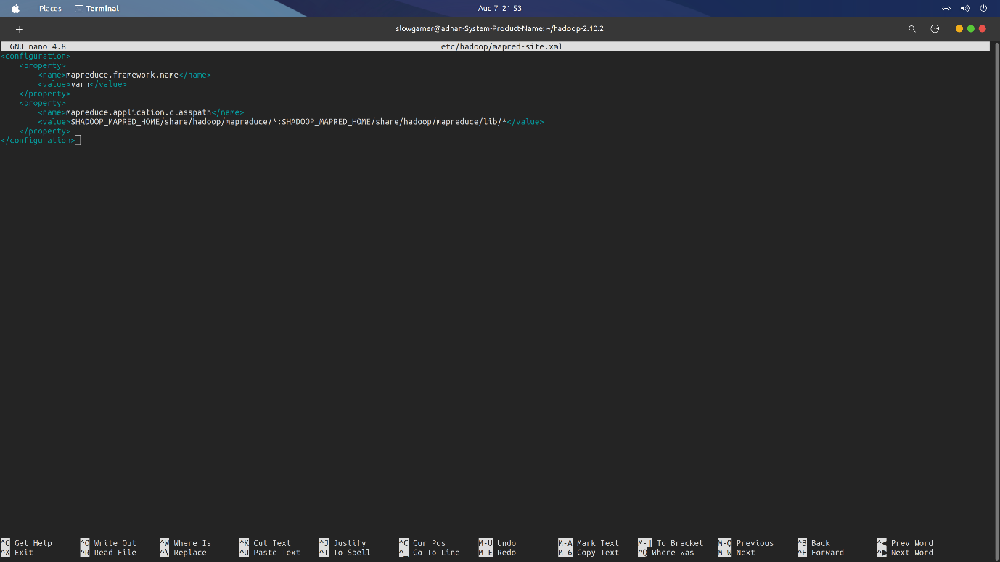 Places Terminal Aug 7 21:53
slowgamer@adnan-System-Product-Name: ~/hadoop-2.10.2
GNU nano 4.8 etc/hadoop/mapred-site.xml
<configuration>
    <property>
        <name>mapreduce.framework.name</name>
        <value>yarn</value>
    </property>
    <property>
        <name>mapreduce.application.classpath</name>
        <value>$HADOOP_MAPRED_HOME/share/hadoop/mapreduce/*:$HADOOP_MAPRED_HOME/share/hadoop/mapreduce/lib/*</value>
    </property>
</configuration>
^G Get Help ^O Write Out ^W Where Is ^K Cut Text ^J Justify ^C Cur Pos M-U Undo M-A Mark Text M-] To Bracket M-Q Previous ^B Back ^◀ Prev Word
^X Exit ^R Read File ^\ Replace ^U Paste Text ^T To Spell ^_ Go To Line M-E Redo M-6 Copy Text ^Q Where Was M-W Next ^F Forward ^▶ Next Word